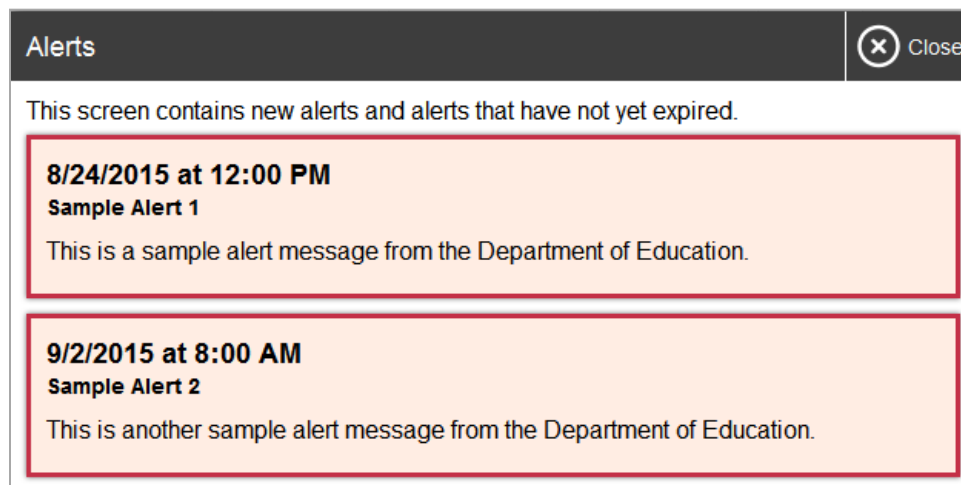 Alerts
Close
This screen contains new alerts and alerts that have not yet expired.
8/24/2015 at 12:00 PM
Sample Alert 1
This is a sample alert message from the Department of Education.
9/2/2015 at 8:00 AM
Sample Alert 2
This is another sample alert message from the Department of Education.